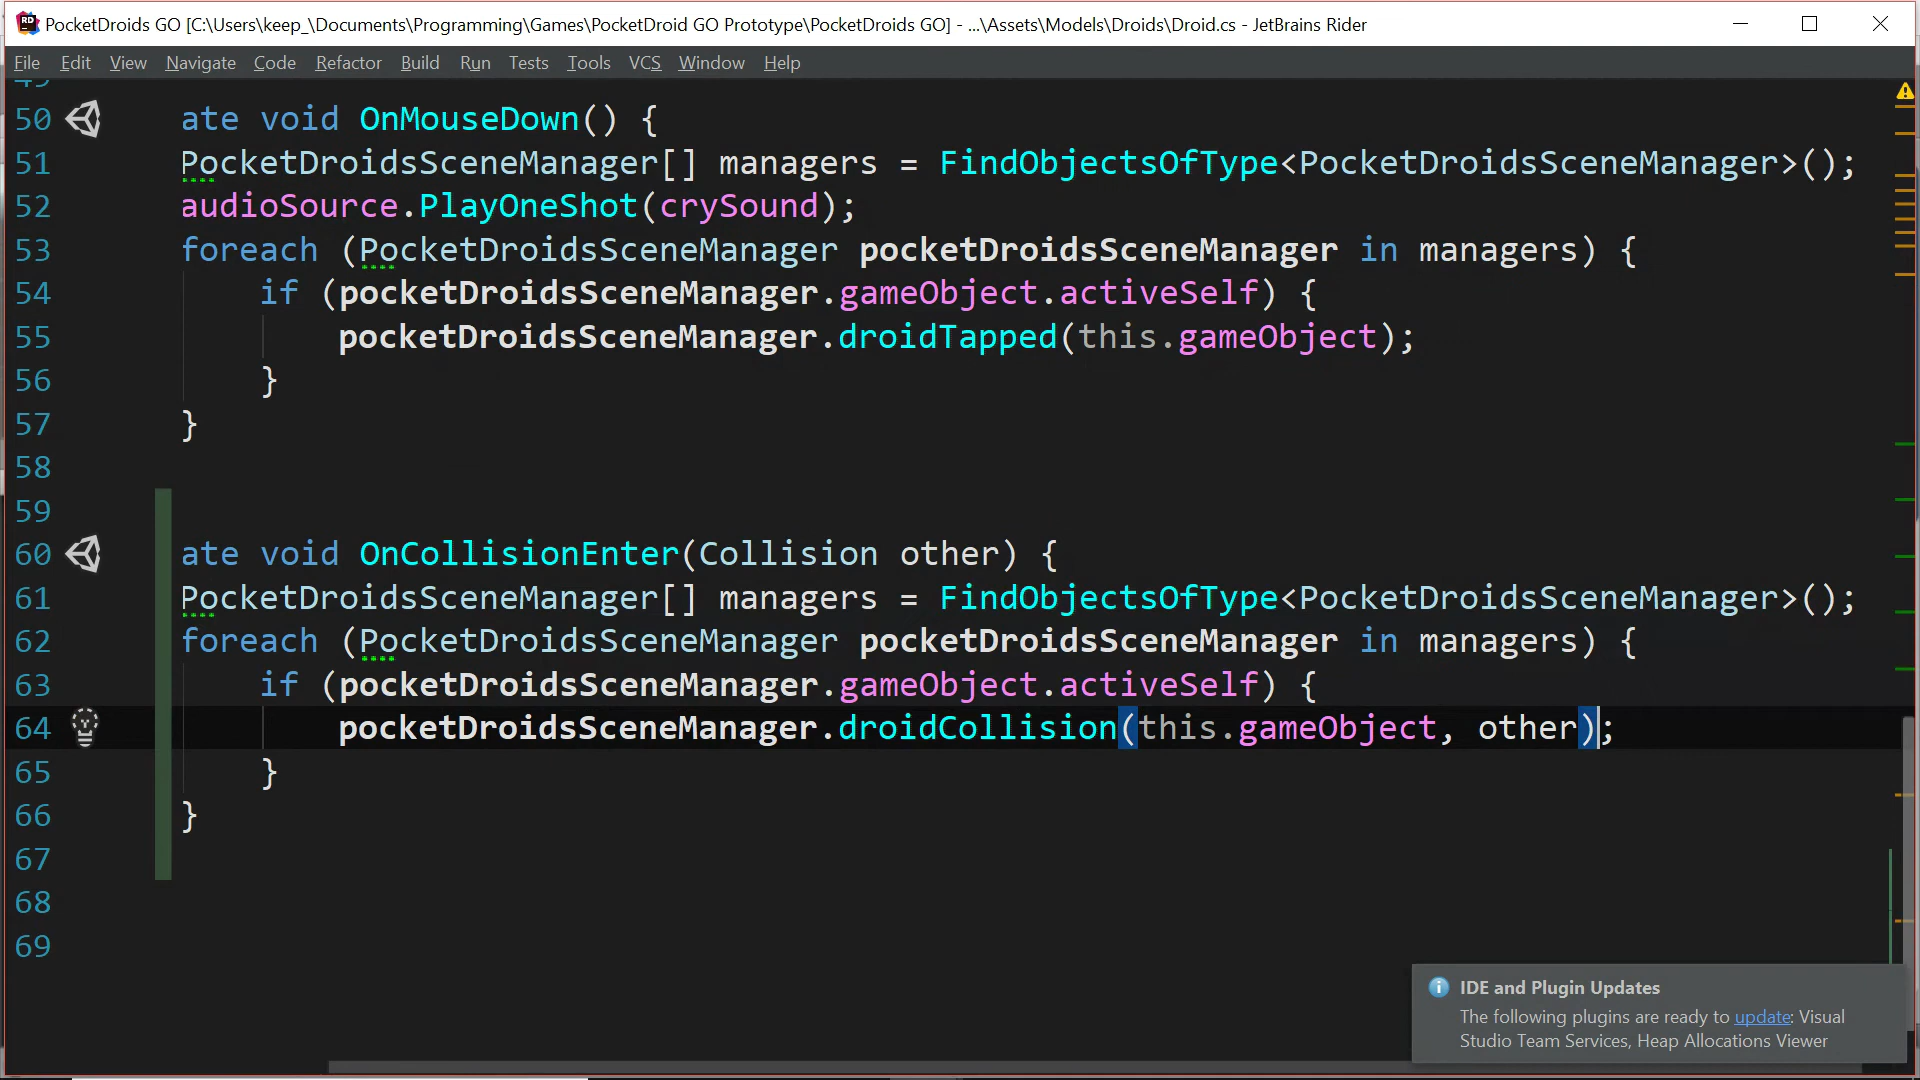 PocketDroids GO [C:\Users\keep_\Documents\Programming\Games\PocketDroid GO Prototype\PocketDroids GO] - ...\Assets\Models\Droids\Droid.cs - JetBrains Rider
File Edit View Navigate Code Refactor Build Run Tests Tools VCS Window Help
50 ate void OnMouseDown() {
51 PocketDroidsSceneManager[] managers = FindObjectsOfType<PocketDroidsSceneManager>();
52 audioSource.PlayOneShot(crySound);
53 foreach (PocketDroidsSceneManager pocketDroidsSceneManager in managers) {
54 if (pocketDroidsSceneManager.gameObject.activeSelf) {
55 pocketDroidsSceneManager.droidTapped(this.gameObject);
56 }
57 }
58
59
60 ate void OnCollisionEnter(Collision other) {
61 PocketDroidsSceneManager[] managers = FindObjectsOfType<PocketDroidsSceneManager>();
62 foreach (PocketDroidsSceneManager pocketDroidsSceneManager in managers) {
63 if (pocketDroidsSceneManager.gameObject.activeSelf) {
64 pocketDroidsSceneManager.droidCollision(this.gameObject, other);
65 }
66 }
67
68
69
IDE and Plugin Updates
The following plugins are ready to update: Visual
Studio Team Services, Heap Allocations Viewer